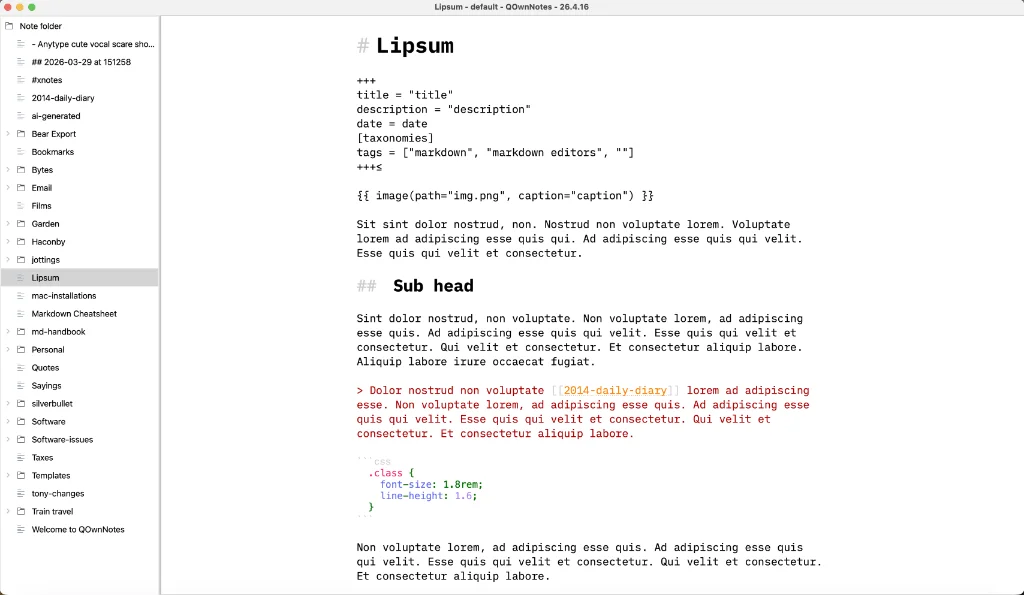 Lipsum - default - QOwnNotes - 26.4.16
Note folder
- Anytype cute vocal scare sho...
## 2026-03-29 at 151258
#xnotes
2014-daily-diary
ai-generated
Bear Export
Bookmarks
Bytes
Email
Films
Garden
Haconby
jottings
Lipsum
mac-installations
Markdown Cheatsheet
md-handbook
Personal
Quotes
Sayings
silverbullet
Software
Software-issues
Taxes
Templates
tony-changes
Train travel
Welcome to QOwnNotes
# Lipsum
+++
title = "title"
description = "description"
date = date
[taxonomies]
tags = ["markdown", "markdown editors", ""]
+++≤
{{ image(path="img.png", caption="caption") }}
Sit sint dolor nostrud, non. Nostrud non voluptate lorem. Voluptate
lorem ad adipiscing esse quis qui. Ad adipiscing esse quis qui velit.
Esse quis qui velit et consectetur.
## Sub head
Sint dolor nostrud, non voluptate. Non voluptate lorem, ad adipiscing
esse quis. Ad adipiscing esse quis qui velit. Esse quis qui velit et
consectetur. Qui velit et consectetur. Et consectetur aliquip labore.
Aliquip labore irure occaecat fugiat.
> Dolor nostrud non voluptate [[2014-daily-diary]] lorem ad adipiscing
esse. Non voluptate lorem, ad adipiscing esse quis. Ad adipiscing esse
quis qui velit. Esse quis qui velit et consectetur. Qui velit et
consectetur. Et consectetur aliquip labore.
```css
.class {
font-size: 1.8rem;
line-height: 1.6;
}
```
Non voluptate lorem, ad adipiscing esse quis. Ad adipiscing esse quis
qui velit. Esse quis qui velit et consectetur. Qui velit et consectetur.
Et consectetur aliquip labore.